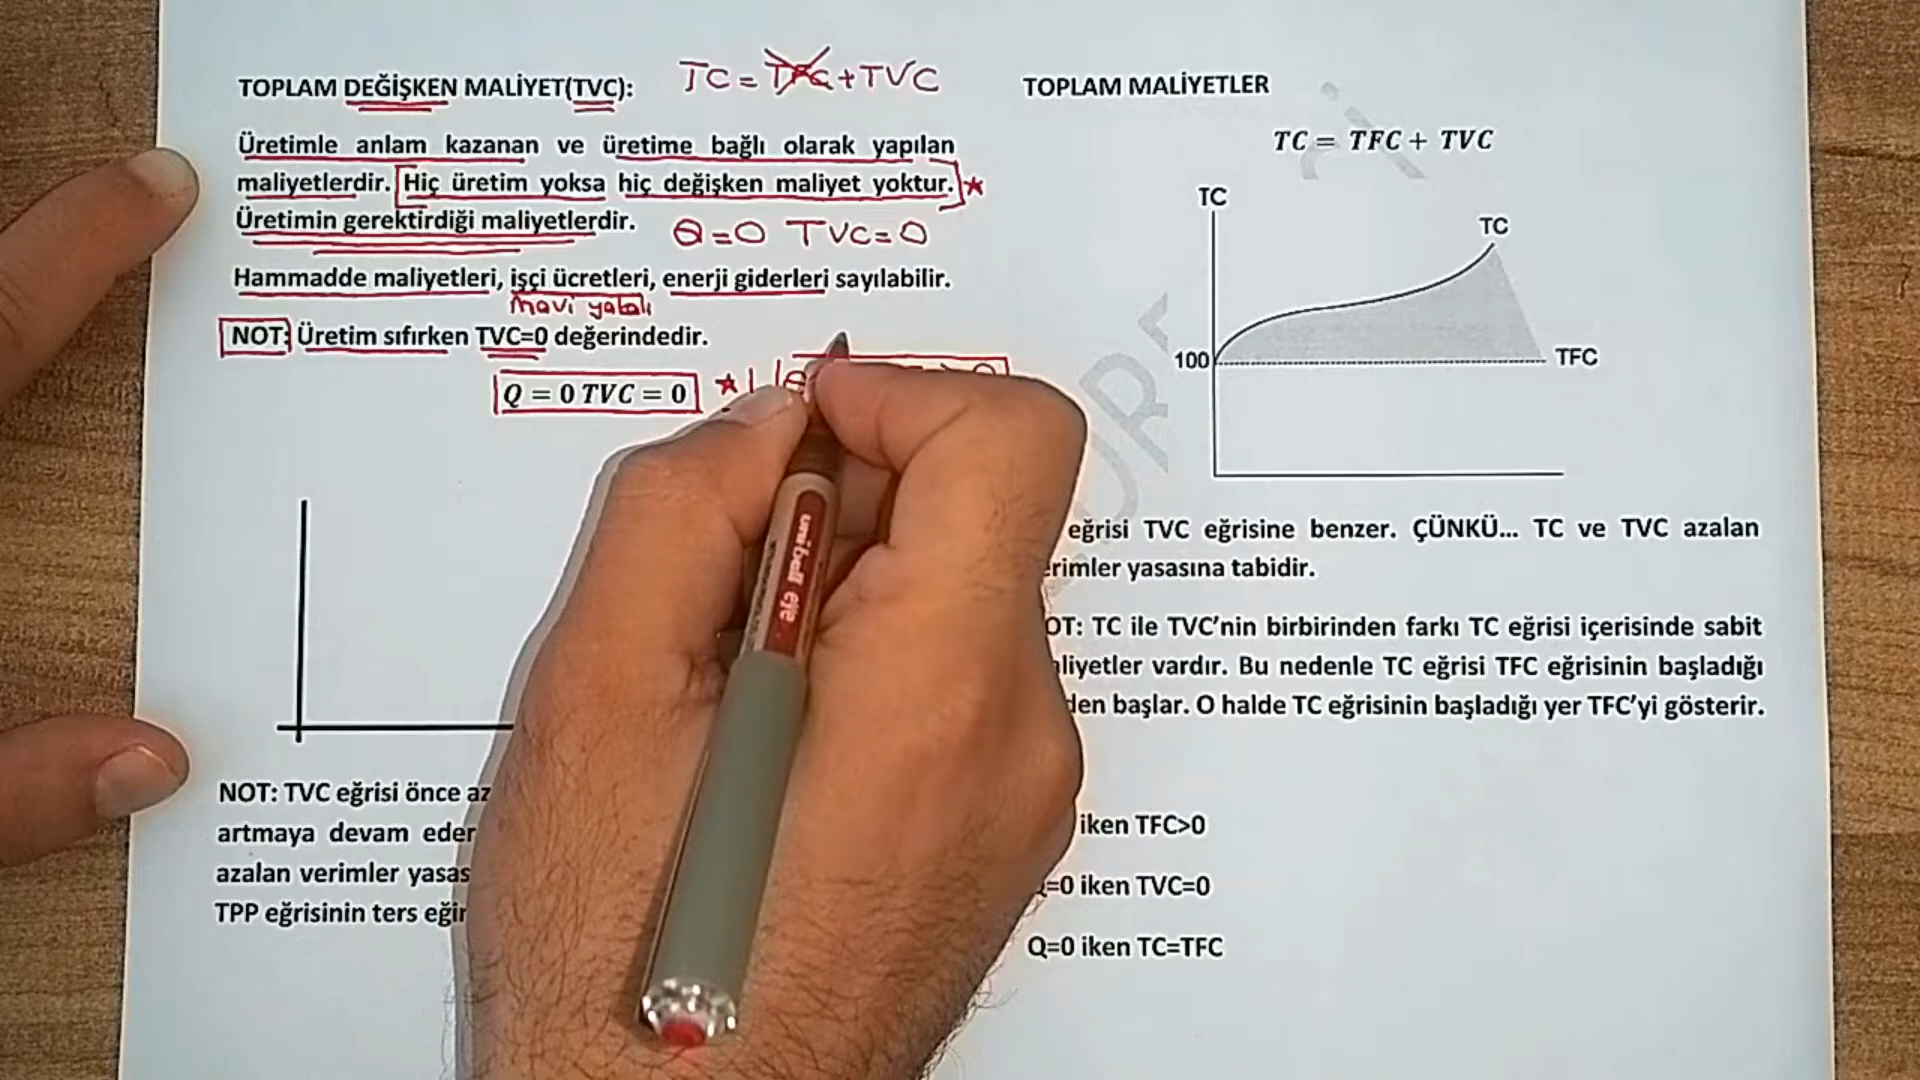 TOPLAM DEĞİŞKEN MALİYET(TVC):
TC = TFC + TVC
Üretimle anlam kazanan ve üretime bağlı olarak yapılan
maliyetlerdir. Hiç üretim yoksa hiç değişken maliyet yoktur.
Üretimin gerektirdiği maliyetlerdir.
Q=0 TVC=0
Hammadde maliyetleri, işçi ücretleri, enerji giderleri sayılabilir.
mavi yakalı
NOT: Üretim sıfırken TVC=0 değerindedir.
Q = 0 TVC = 0
NOT: TVC eğrisi önce az
artmaya devam eder
azalan verimler yasas
TPP eğrisinin ters eğir
TOPLAM MALİYETLER
TC = TFC + TVC
TC
TC
100
TFC
eğrisi TVC eğrisine benzer. ÇÜNKÜ... TC ve TVC azalan
rimler yasasına tabidir.
OT: TC ile TVC'nin birbirinden farkı TC eğrisi içerisinde sabit
liyetler vardır. Bu nedenle TC eğrisi TFC eğrisinin başladığı
den başlar. O halde TC eğrisinin başladığı yer TFC'yi gösterir.
iken TFC>0
=0 iken TVC=0
Q=0 iken TC=TFC
uniball eye